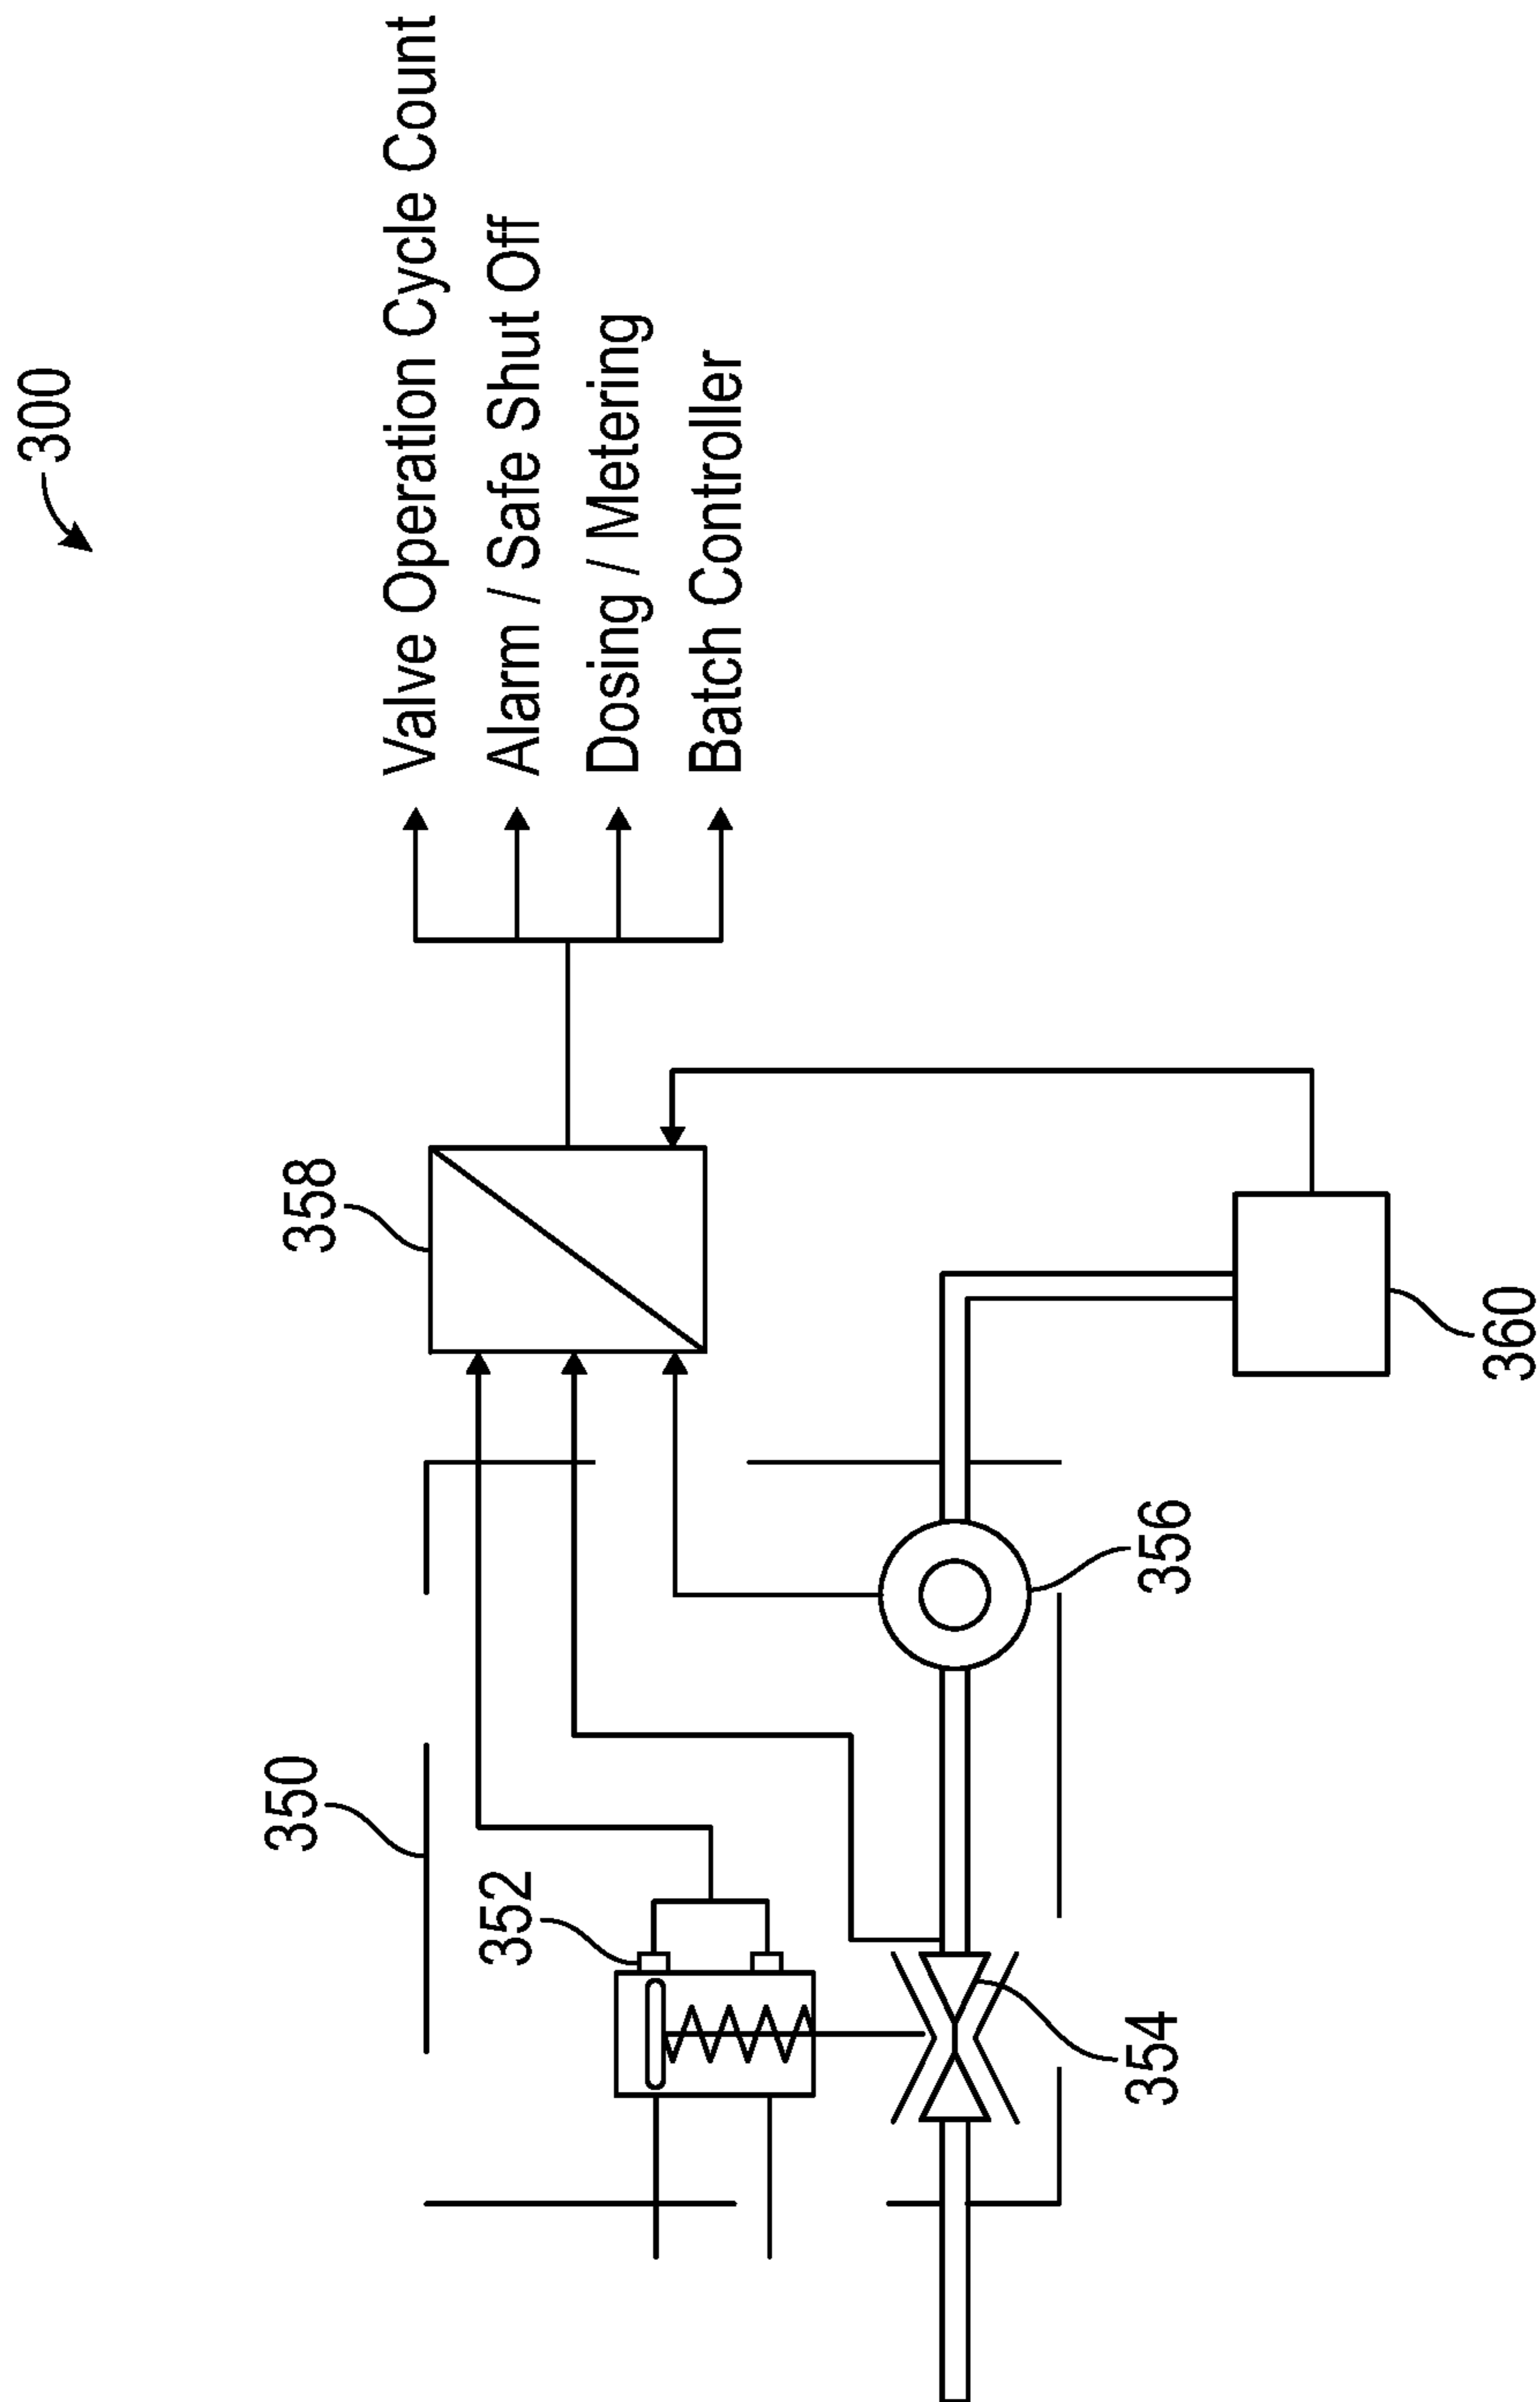 300
Valve Operation Cycle Count
Alarm / Safe Shut Off
Dosing / Metering
Batch Controller
358
350
352
356
354
360